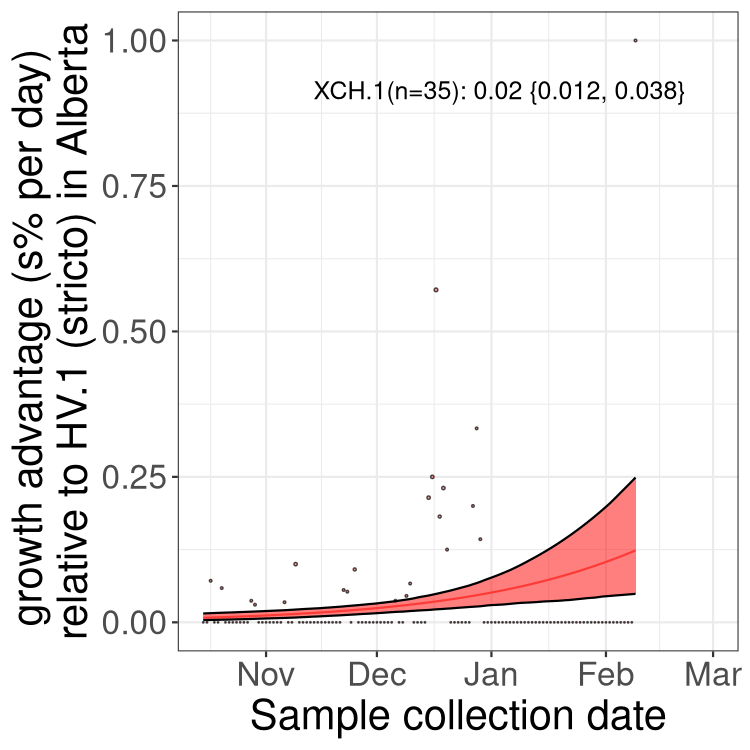 growth advantage (s% per day)
relative to HV.1 (stricto) in Alberta
1.00
0.75
0.50
0.25
0.00
XCH.1(n=35): 0.02 {0.012, 0.038}
Nov Dec Jan Feb Mar
Sample collection date